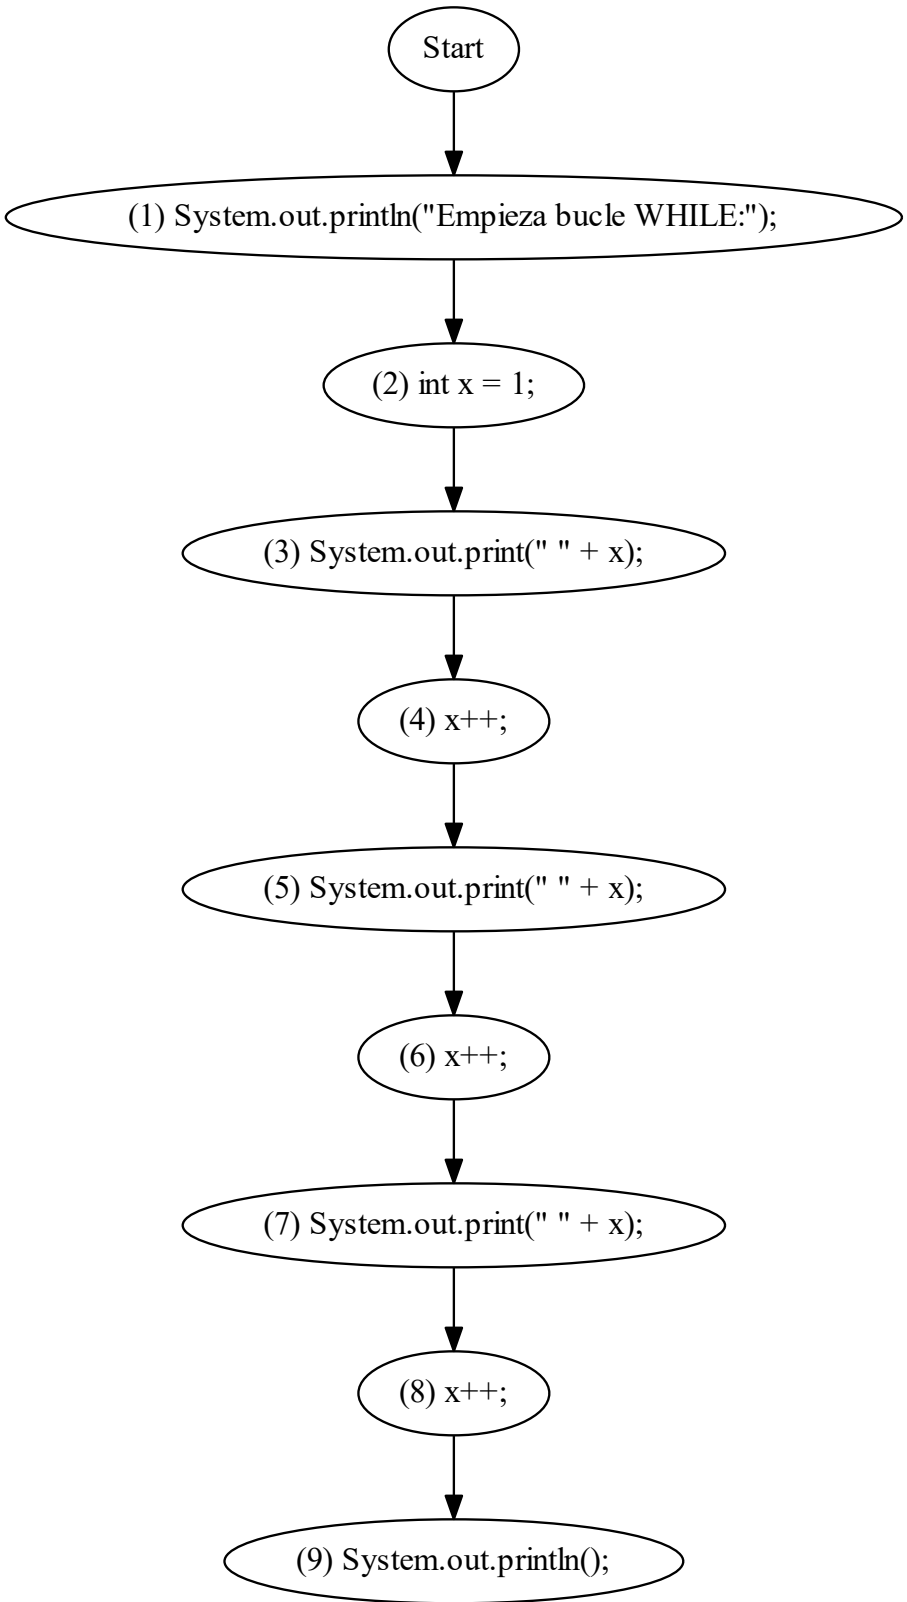 Start
(1) System.out.println("Empieza bucle WHILE:");
(2) int x = 1;
(3) System.out.print(" " + x);
(4) x++;
(5) System.out.print(" " + x);
(6) x++;
(7) System.out.print(" " + x);
(8) x++;
(9) System.out.println();